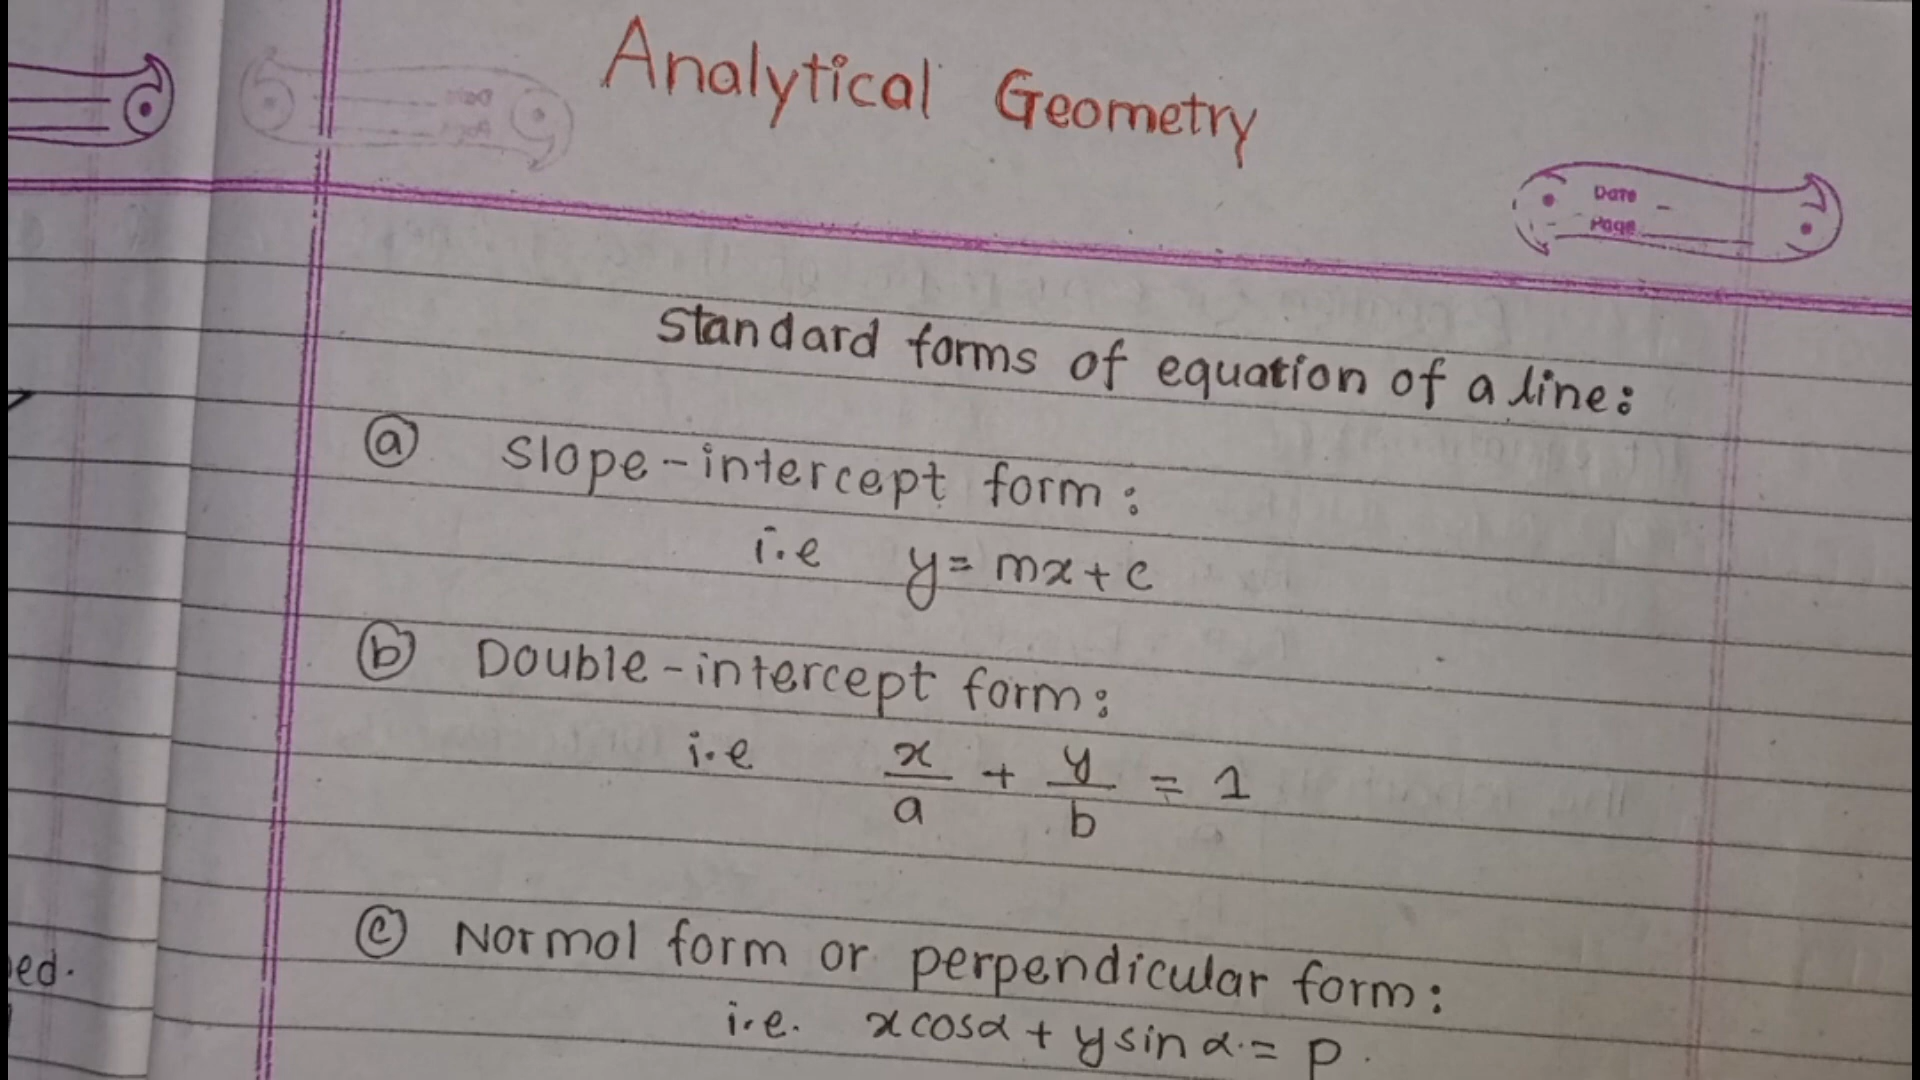 Analytical Geometry
Date
Page
Standard forms of equation of a line:
ⓐ Slope-intercept form:
i.e y = mx + c
ⓑ Double-intercept form:
i.e x/a + y/b = 1
ⓒ Normal form or perpendicular form:
ed.
i.e. x cosα + y sin α = p.